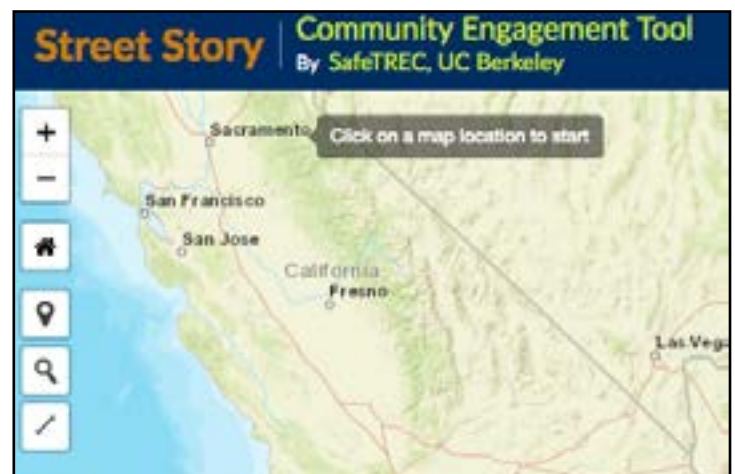 Street Story
Community Engagement Tool
By SafeTREC, UC Berkeley
+
Sacramento
Click on a map location to start
−
San Francisco
San Jose
California
Fresno
Las Vega